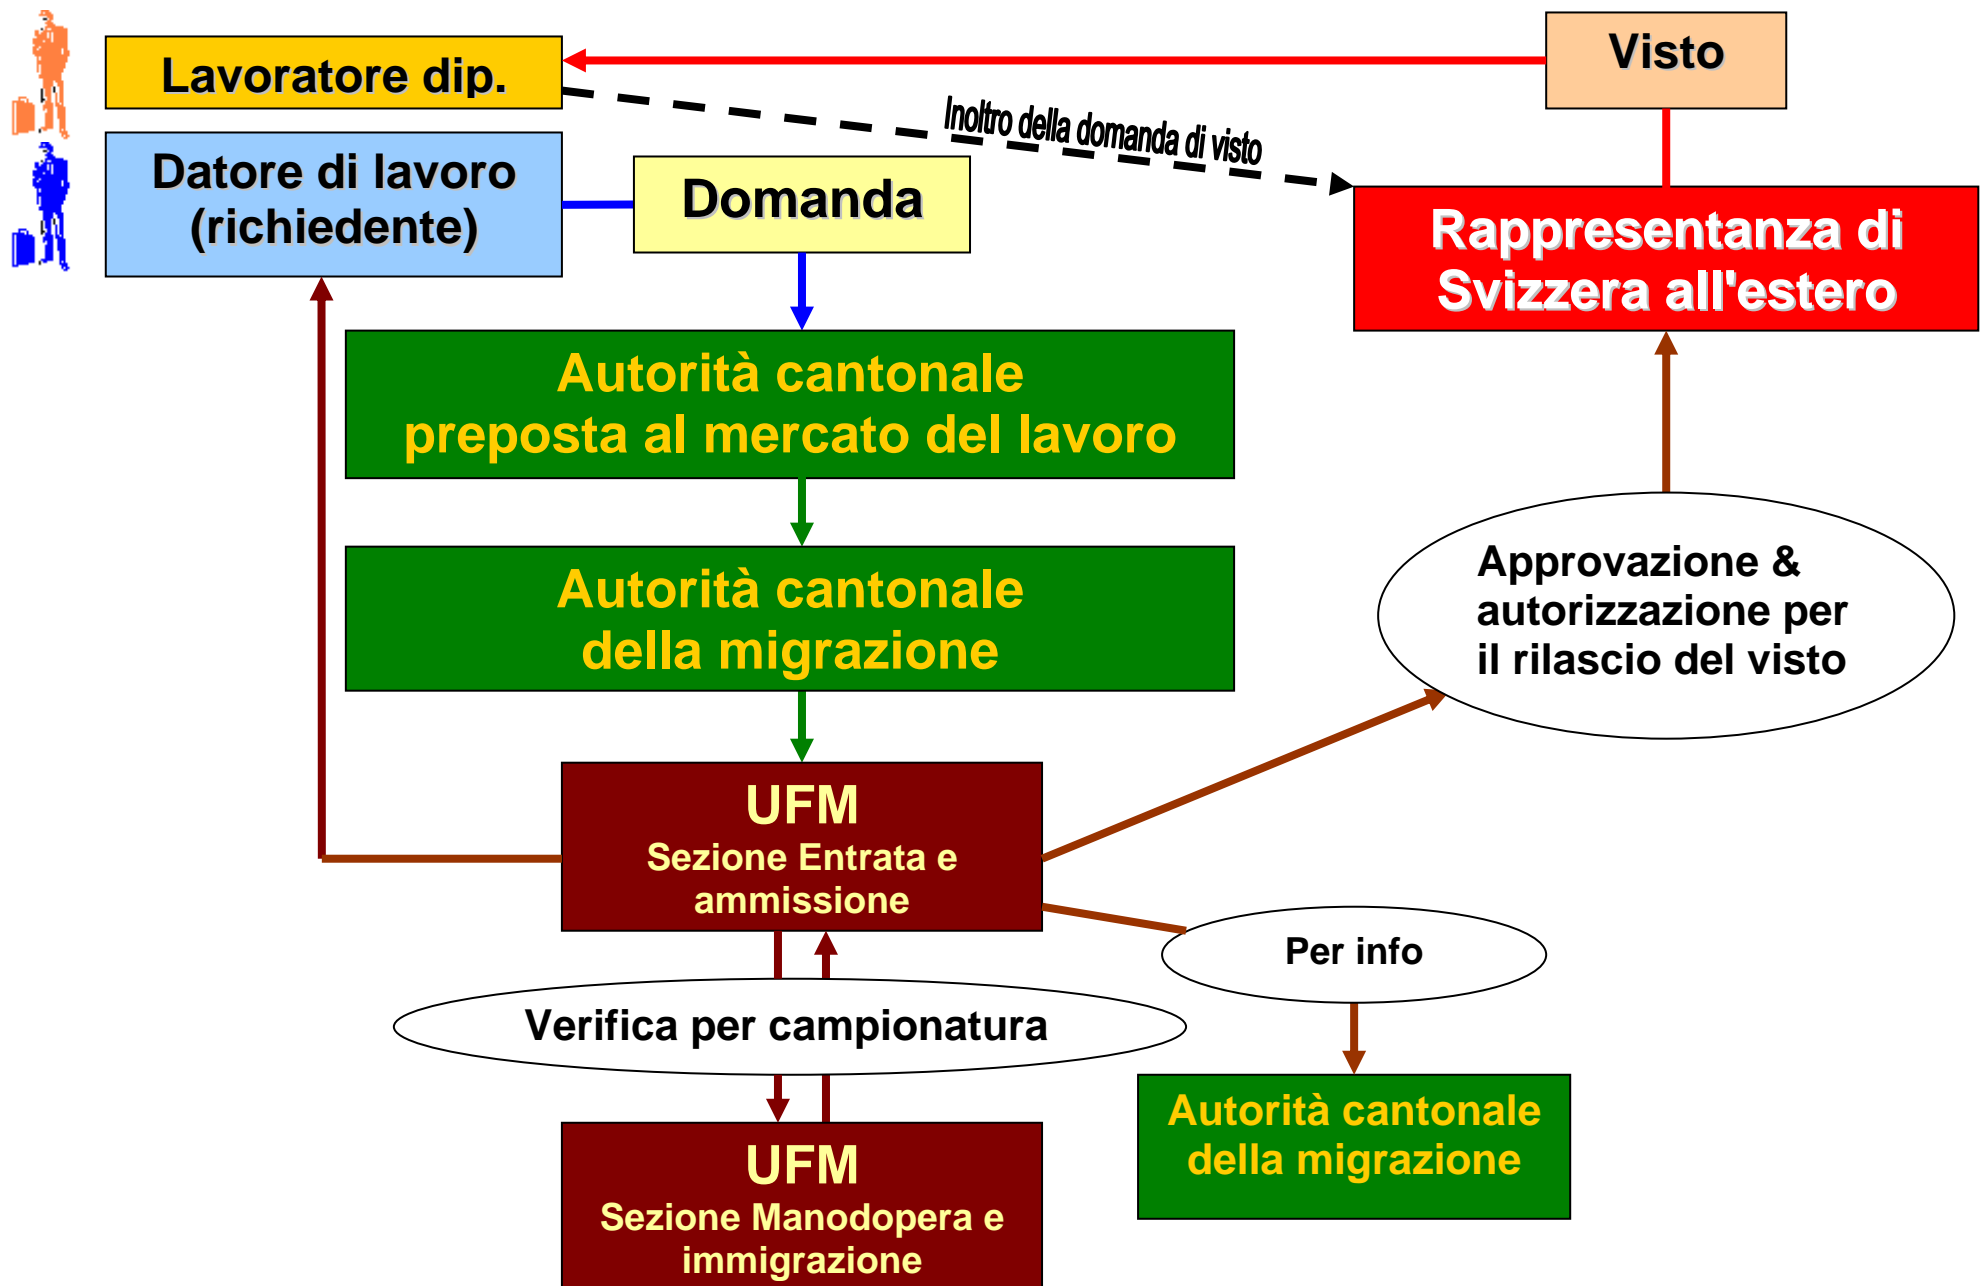 Lavoratore dip.
Visto
Inoltro della domanda di visto
Datore di lavoro
(richiedente)
Domanda
Rappresentanza di
Svizzera all'estero
Autorità cantonale
preposta al mercato del lavoro
Autorità cantonale
della migrazione
Approvazione &
autorizzazione per
il rilascio del visto
UFM
Sezione Entrata e
ammissione
Per info
Verifica per campionatura
Autorità cantonale
della migrazione
UFM
Sezione Manodopera e
immigrazione